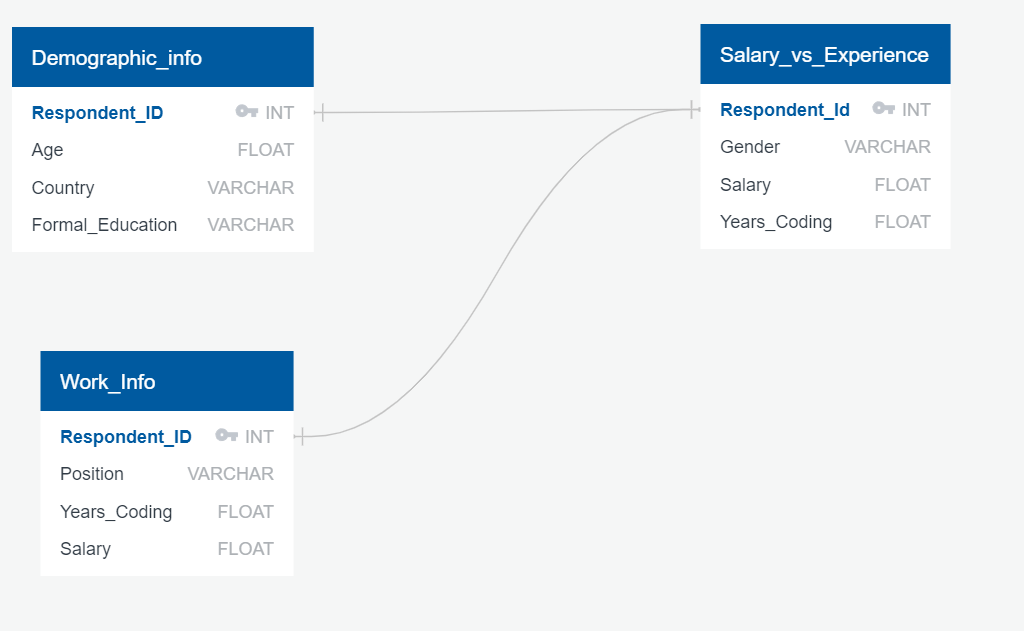 Demographic_info
Respondent_ID INT
Age FLOAT
Country VARCHAR
Formal_Education VARCHAR
Salary_vs_Experience
Respondent_Id INT
Gender VARCHAR
Salary FLOAT
Years_Coding FLOAT
Work_Info
Respondent_ID INT
Position VARCHAR
Years_Coding FLOAT
Salary FLOAT